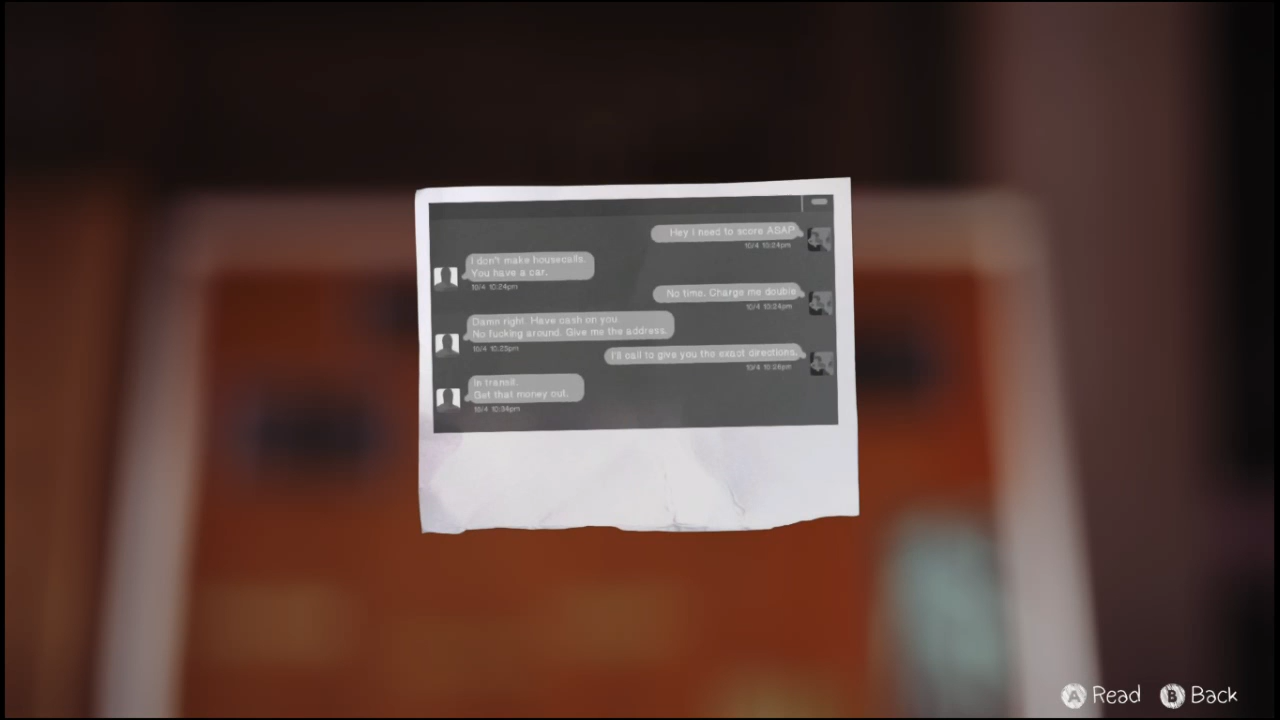 Hey I need to score ASAP
10/4 10:24pm
I don't make housecalls.
You have a car.
10/4 10:24pm
No time. Charge me double
10/4 10:24pm
Damn right. Have cash on you.
No fucking around. Give me the address.
10/4 10:25pm
I'll call to give you the exact directions.
10/4 10:26pm
In transit.
Get that money out.
10/4 10:34pm
A Read B Back